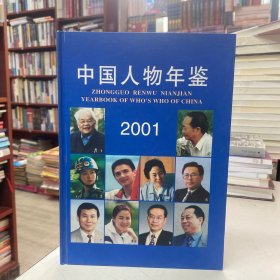 中国人物年鉴
ZHONGGUO RENWU NIANJIAN
YEARBOOK OF WHO'S WHO OF CHINA
2001